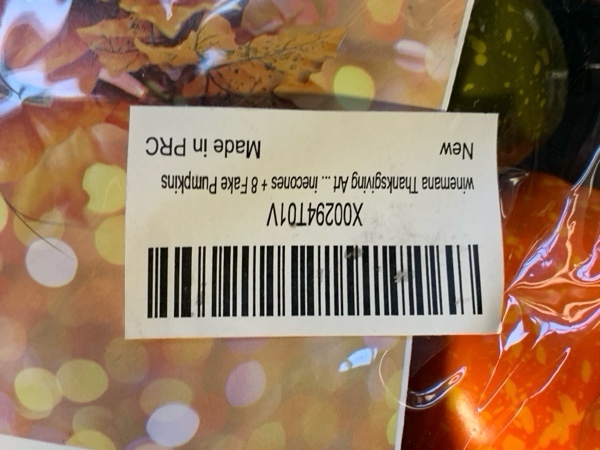 X00294T01V
winemana Thanksgiving Art ... inecones + 8 Fake Pumpkins
New
Made in PRC